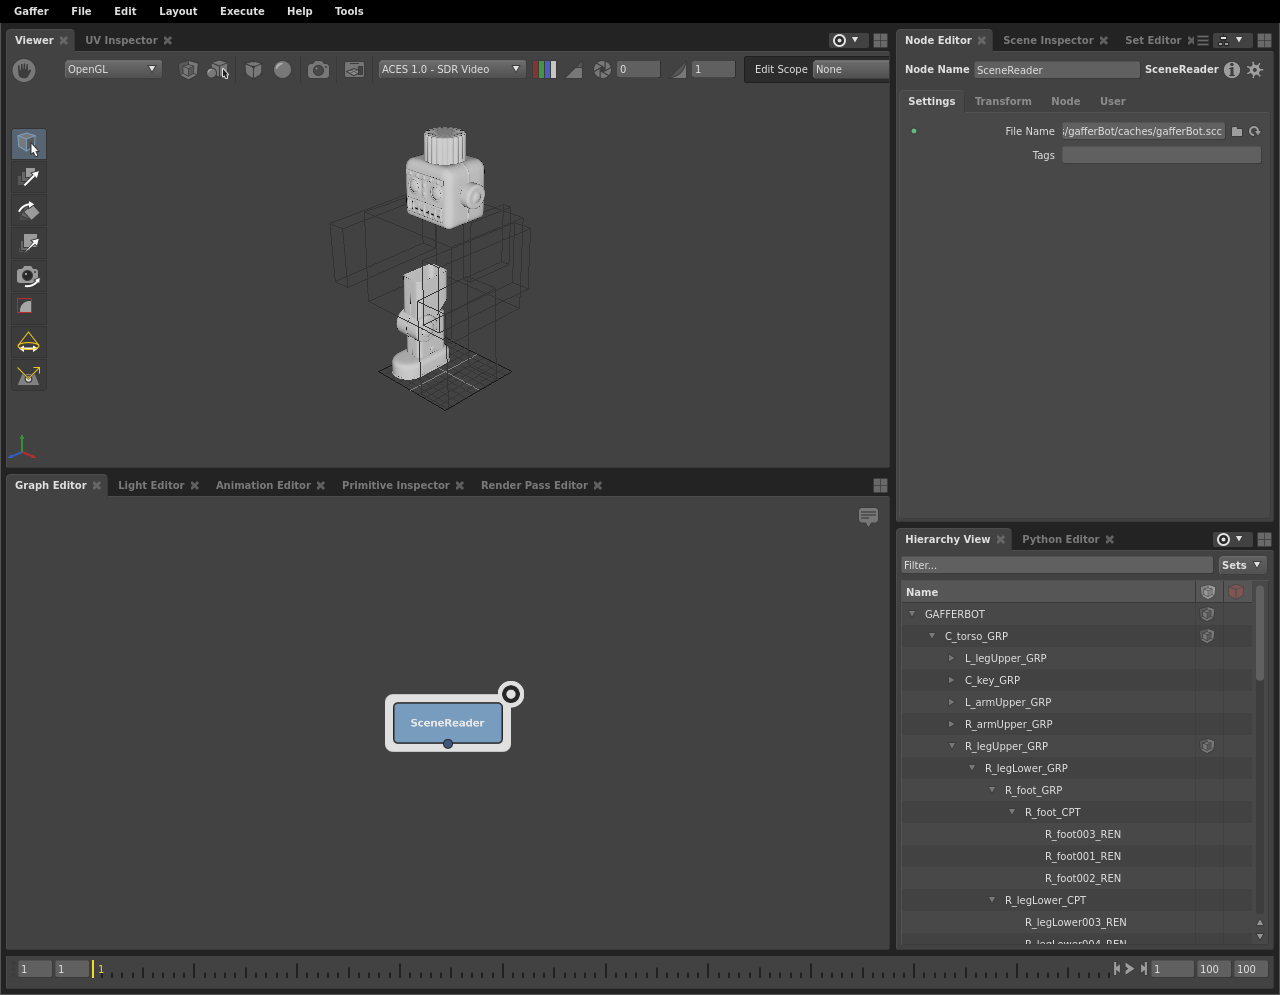 Gaffer File Edit Layout Execute Help Tools
Viewer UV Inspector
OpenGL ACES 1.0 - SDR Video 0 1 Edit Scope None
Graph Editor Light Editor Animation Editor Primitive Inspector Render Pass Editor
SceneReader
Node Editor Scene Inspector Set Editor
Node Name SceneReader SceneReader
Settings Transform Node User
File Name /gafferBot/caches/gafferBot.scc
Tags
Hierarchy View Python Editor
Filter... Sets
Name
GAFFERBOT
C_torso_GRP
L_legUpper_GRP
C_key_GRP
L_armUpper_GRP
R_armUpper_GRP
R_legUpper_GRP
R_legLower_GRP
R_foot_GRP
R_foot_CPT
R_foot003_REN
R_foot001_REN
R_foot002_REN
R_legLower_CPT
R_legLower003_REN
R_legLower004_REN
1 1 1 1 100 100